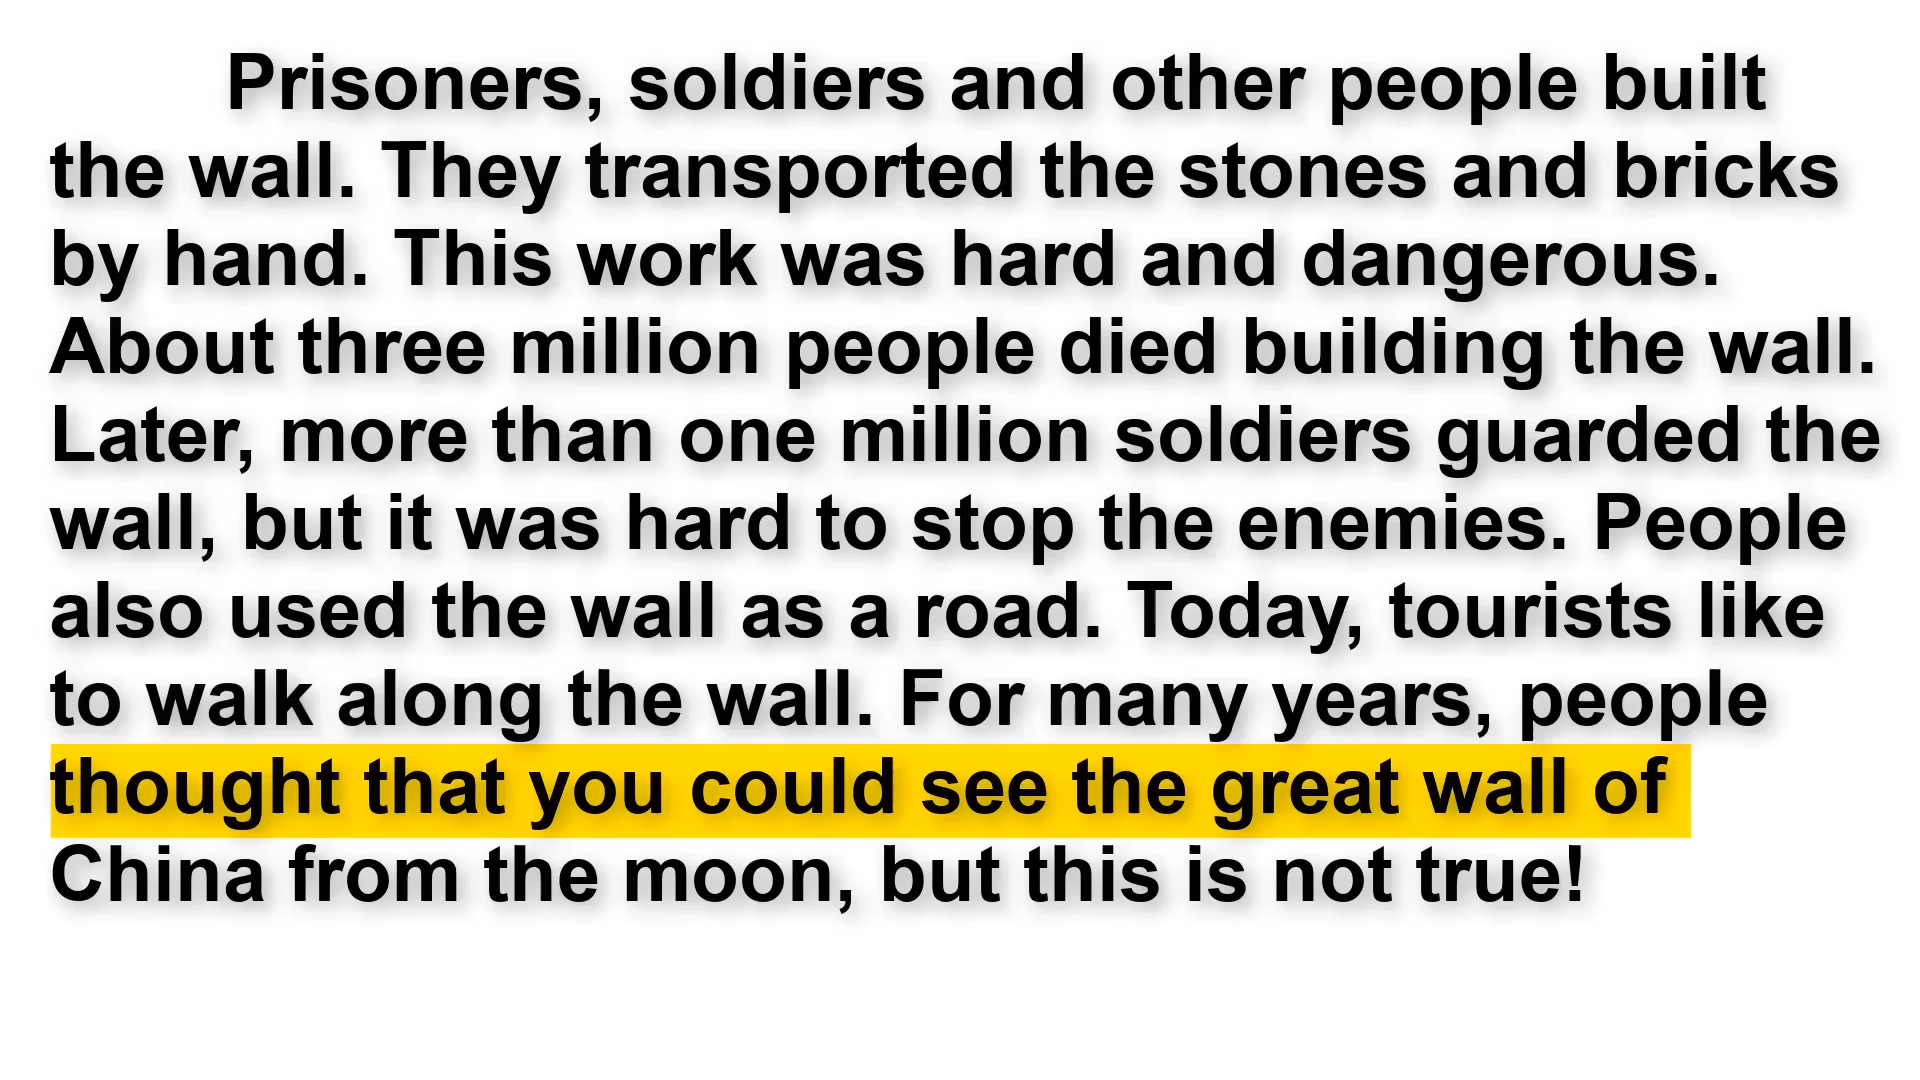 Prisoners, soldiers and other people built
the wall. They transported the stones and bricks
by hand. This work was hard and dangerous.
About three million people died building the wall.
Later, more than one million soldiers guarded the
wall, but it was hard to stop the enemies. People
also used the wall as a road. Today, tourists like
to walk along the wall. For many years, people
thought that you could see the great wall of
China from the moon, but this is not true!